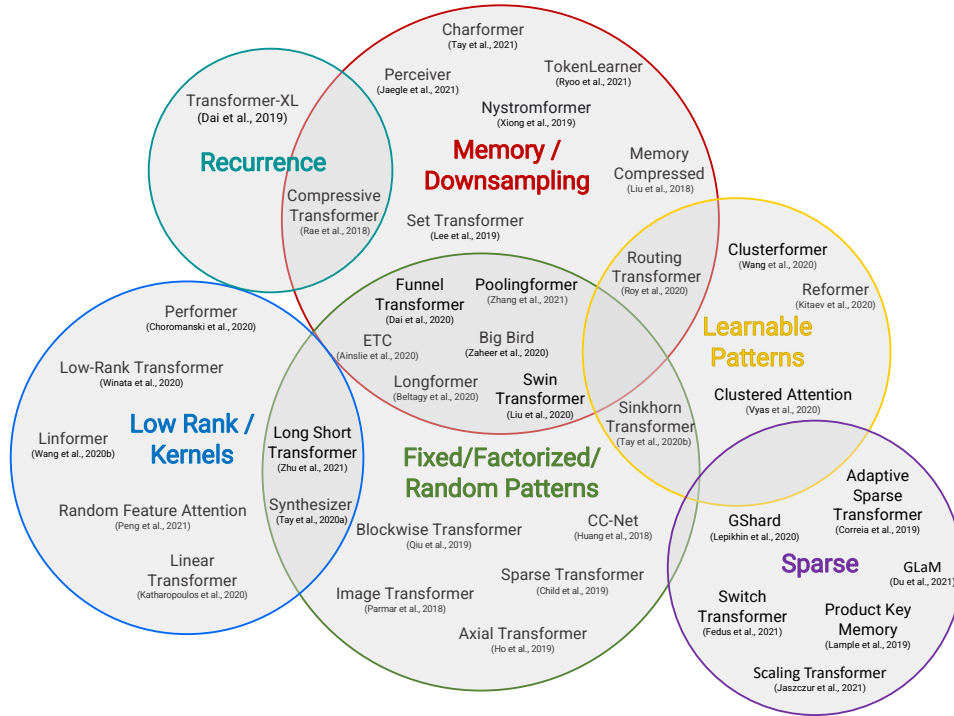 Charformer
(Tay et al., 2021)
Perceiver
(Jaegle et al., 2021)
TokenLearner
(Ryoo et al., 2021)
Transformer-XL
(Dai et al., 2019)
Nystromformer
(Xiong et al., 2019)
Recurrence
Memory /
Downsampling
Memory
Compressed
(Liu et al., 2018)
Compressive
Transformer
(Rae et al., 2018)
Set Transformer
(Lee et al., 2019)
Routing
Transformer
(Roy et al., 2020)
Clusterformer
(Wang et al., 2020)
Reformer
(Kitaev et al., 2020)
Funnel
Transformer
(Dai et al., 2020)
Poolingformer
(Zhang et al., 2021)
Performer
(Choromanski et al., 2020)
ETC
(Ainslie et al., 2020)
Big Bird
(Zaheer et al., 2020)
Learnable
Patterns
Low-Rank Transformer
(Winata et al., 2020)
Longformer
(Beltagy et al., 2020)
Swin
Transformer
(Liu et al., 2020)
Sinkhorn
Transformer
(Tay et al., 2020b)
Clustered Attention
(Vyas et al., 2020)
Linformer
(Wang et al., 2020b)
Low Rank /
Kernels
Long Short
Transformer
(Zhu et al., 2021)
Fixed/Factorized/
Random Patterns
Adaptive
Sparse
Transformer
(Correia et al., 2019)
Random Feature Attention
(Peng et al., 2021)
Synthesizer
(Tay et al., 2020a)
Blockwise Transformer
(Qiu et al., 2019)
CC-Net
(Huang et al., 2018)
GShard
(Lepikhin et al., 2020)
Sparse
GLaM
(Du et al., 2021)
Linear
Transformer
(Katharopoulos et al., 2020)
Image Transformer
(Parmar et al., 2018)
Sparse Transformer
(Child et al., 2019)
Switch
Transformer
(Fedus et al., 2021)
Product Key
Memory
(Lample et al., 2019)
Axial Transformer
(Ho et al., 2019)
Scaling Transformer
(Jaszczur et al., 2021)